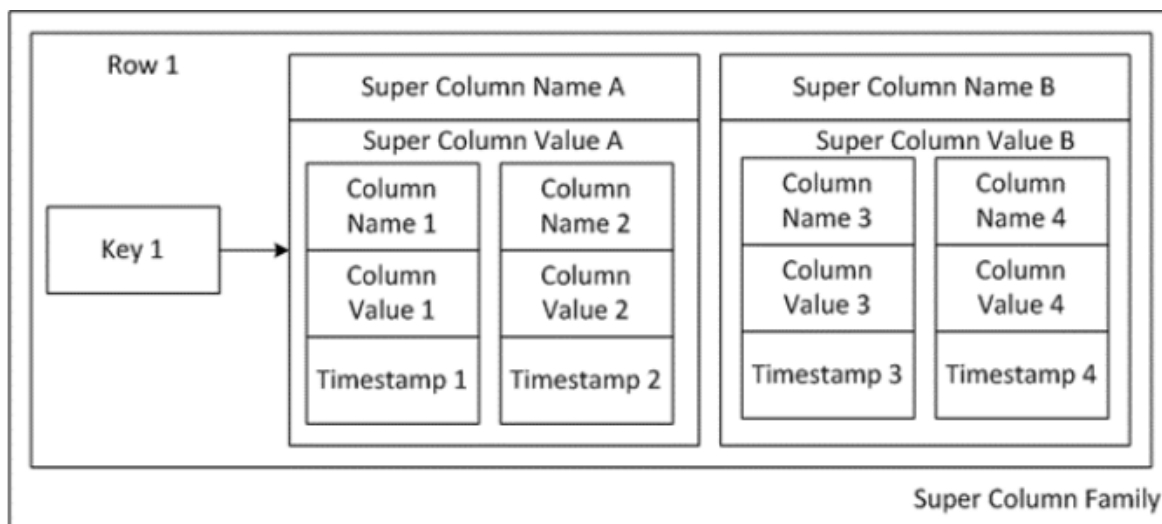 Row 1
Key 1
Super Column Name A
Super Column Value A
Column
Name 1
Column
Value 1
Timestamp 1
Column
Name 2
Column
Value 2
Timestamp 2
Super Column Name B
Super Column Value B
Column
Name 3
Column
Value 3
Timestamp 3
Column
Name 4
Column
Value 4
Timestamp 4
Super Column Family